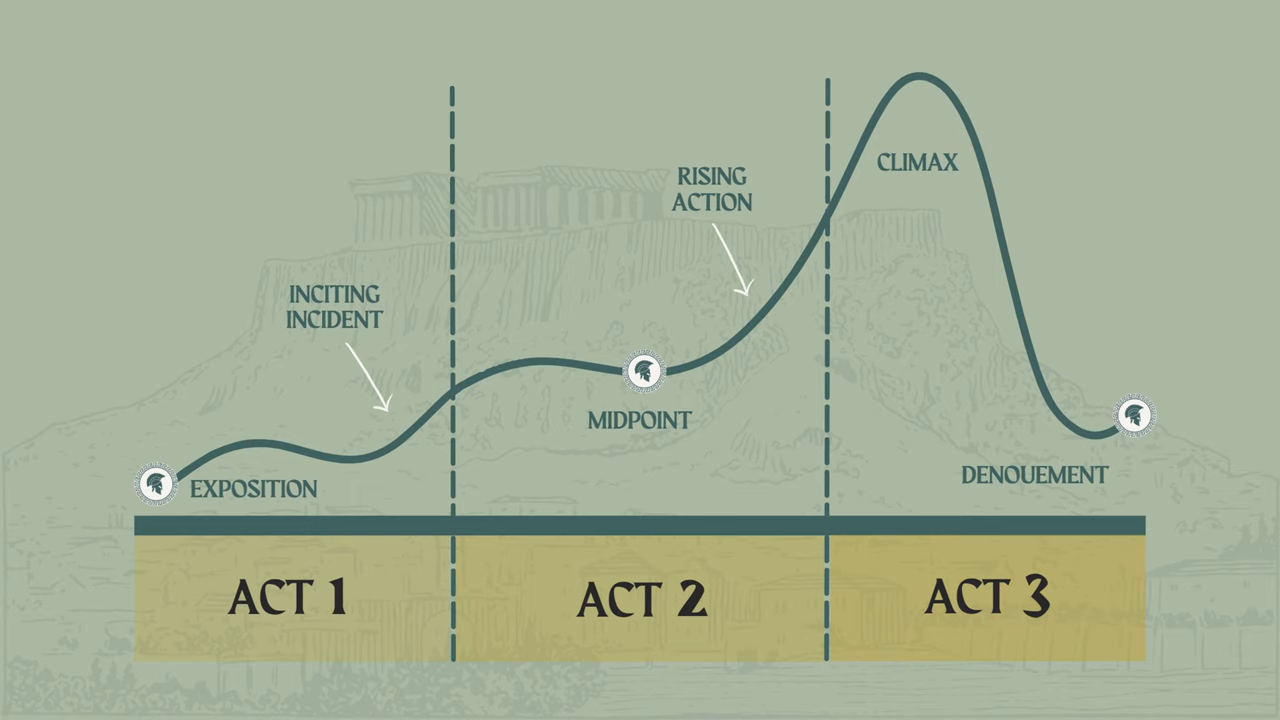 CLIMAX
RISING
ACTION
INCITING
INCIDENT
MIDPOINT
EXPOSITION
DENOUEMENT
ACT 1
ACT 2
ACT 3